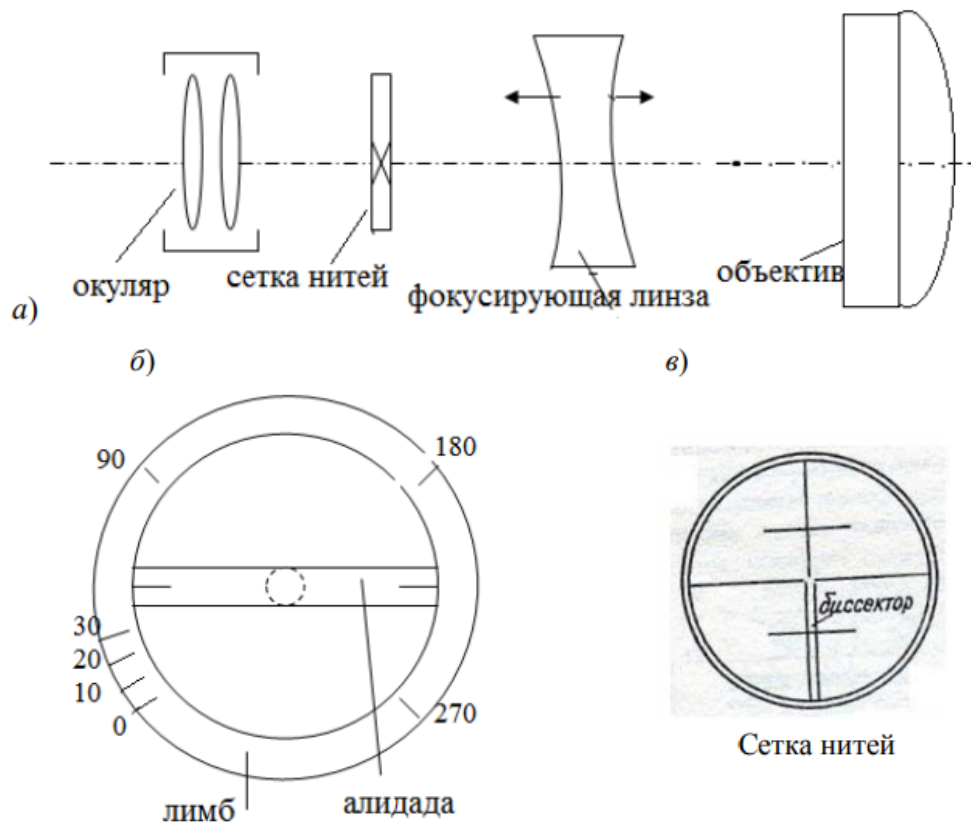 окуляр
сетка нитей
фокусирующая линза
объектив
а)
б)
в)
90
180
30
20
10
0
270
лимб
алидада
биссектор
Сетка нитей